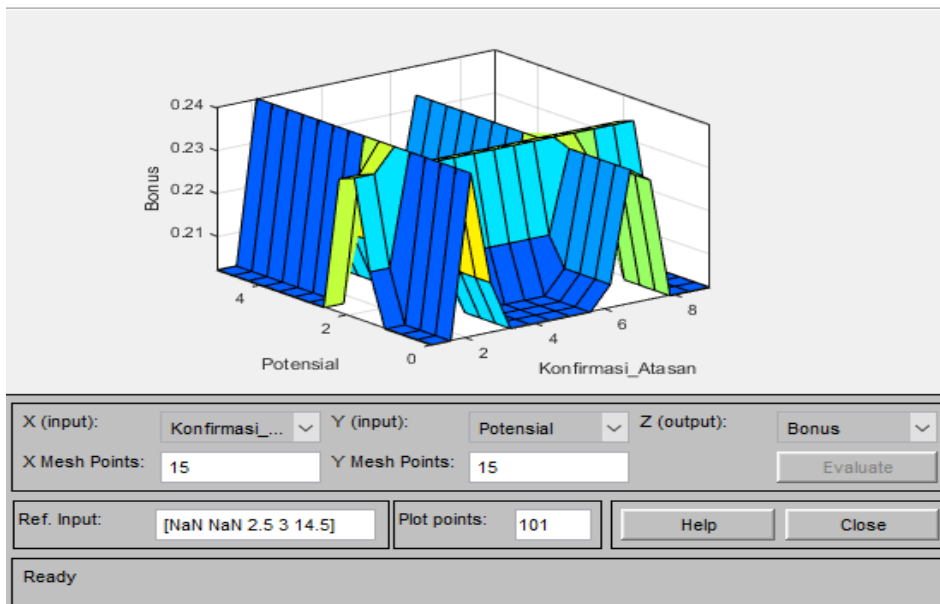 0.24
0.23
0.22
0.21
Bonus
4
2
0
Potensial
2
4
6
8
Konfirmasi_Atasan
X (input): Konfirmasi_... Y (input): Potensial Z (output): Bonus
X Mesh Points: 15 Y Mesh Points: 15 Evaluate
Ref. Input: [NaN NaN 2.5 3 14.5] Plot points: 101 Help Close
Ready